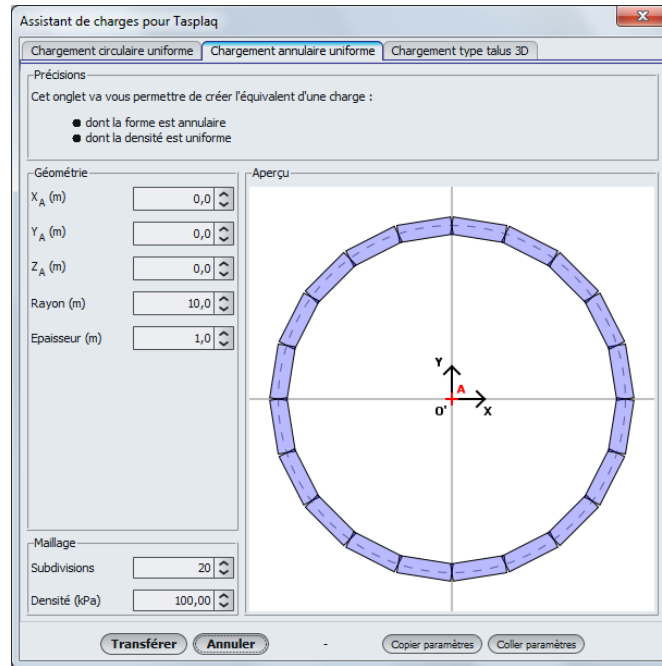 Assistant de charges pour Tasplaq
Chargement circulaire uniforme
Chargement annulaire uniforme
Chargement type talus 3D
Précisions
Cet onglet va vous permettre de créer l'équivalent d'une charge :
● dont la forme est annulaire
● dont la densité est uniforme
Géométrie
X A (m) 0,0
Y A (m) 0,0
Z A (m) 0,0
Rayon (m) 10,0
Epaisseur (m) 1,0
Aperçu
Y
A
O' X
Maillage
Subdivisions 20
Densité (kPa) 100,00
Transférer Annuler - Copier paramètres Coller paramètres